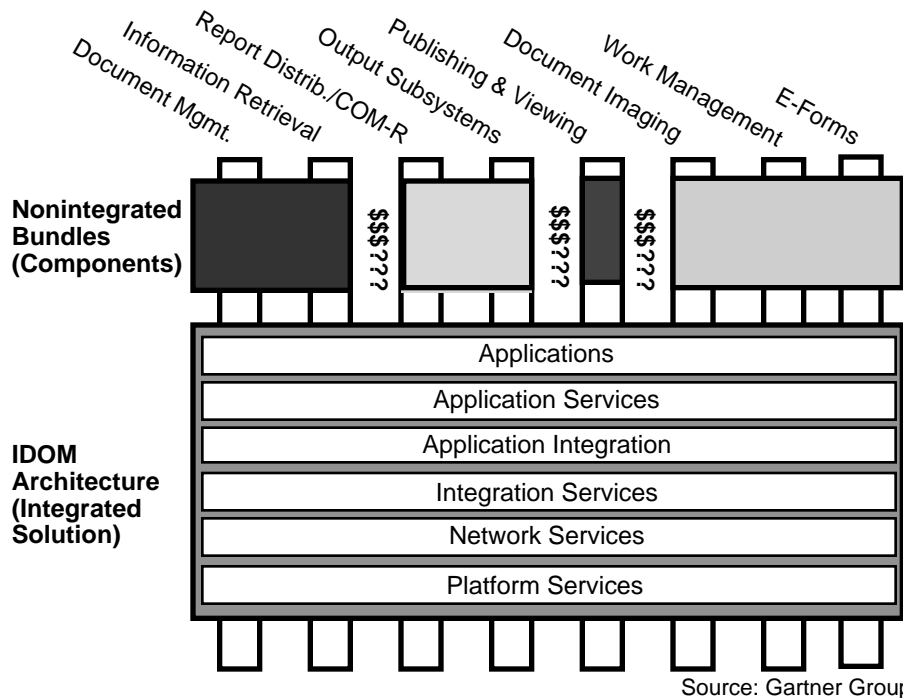 Document Mgmt.
Information Retrieval
Report Distrib./COM-R
Output Subsystems
Publishing & Viewing
Document Imaging
Work Management
E-Forms
Nonintegrated
Bundles
(Components)
$$$???
$$$???
$$$???
Applications
Application Services
Application Integration
Integration Services
Network Services
Platform Services
IDOM
Architecture
(Integrated
Solution)
Source: Gartner Group